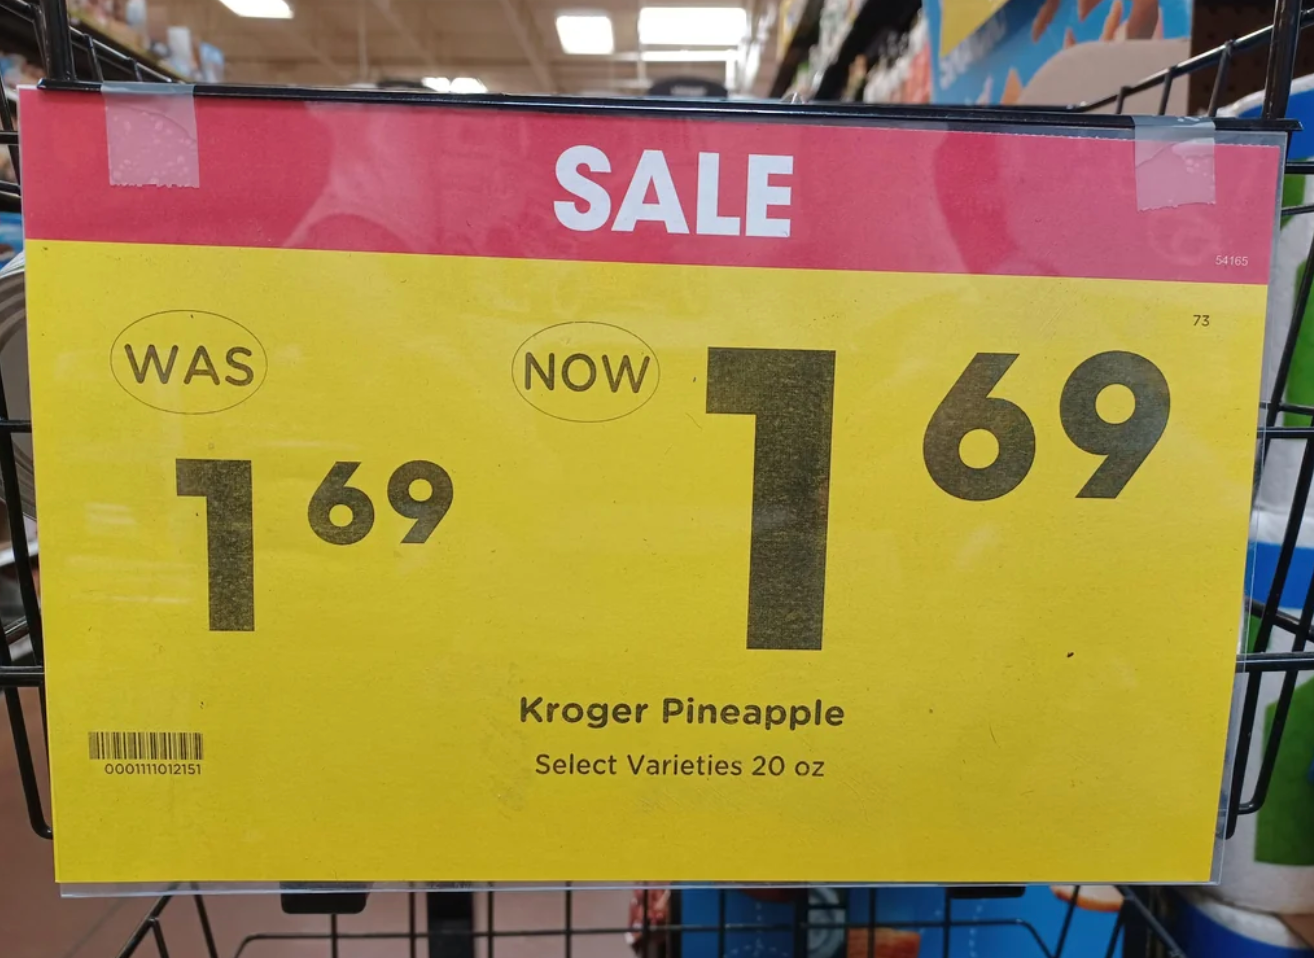 SALE
54165
73
WAS
NOW
1 69
1 69
Kroger Pineapple
Select Varieties 20 oz
0001111012151